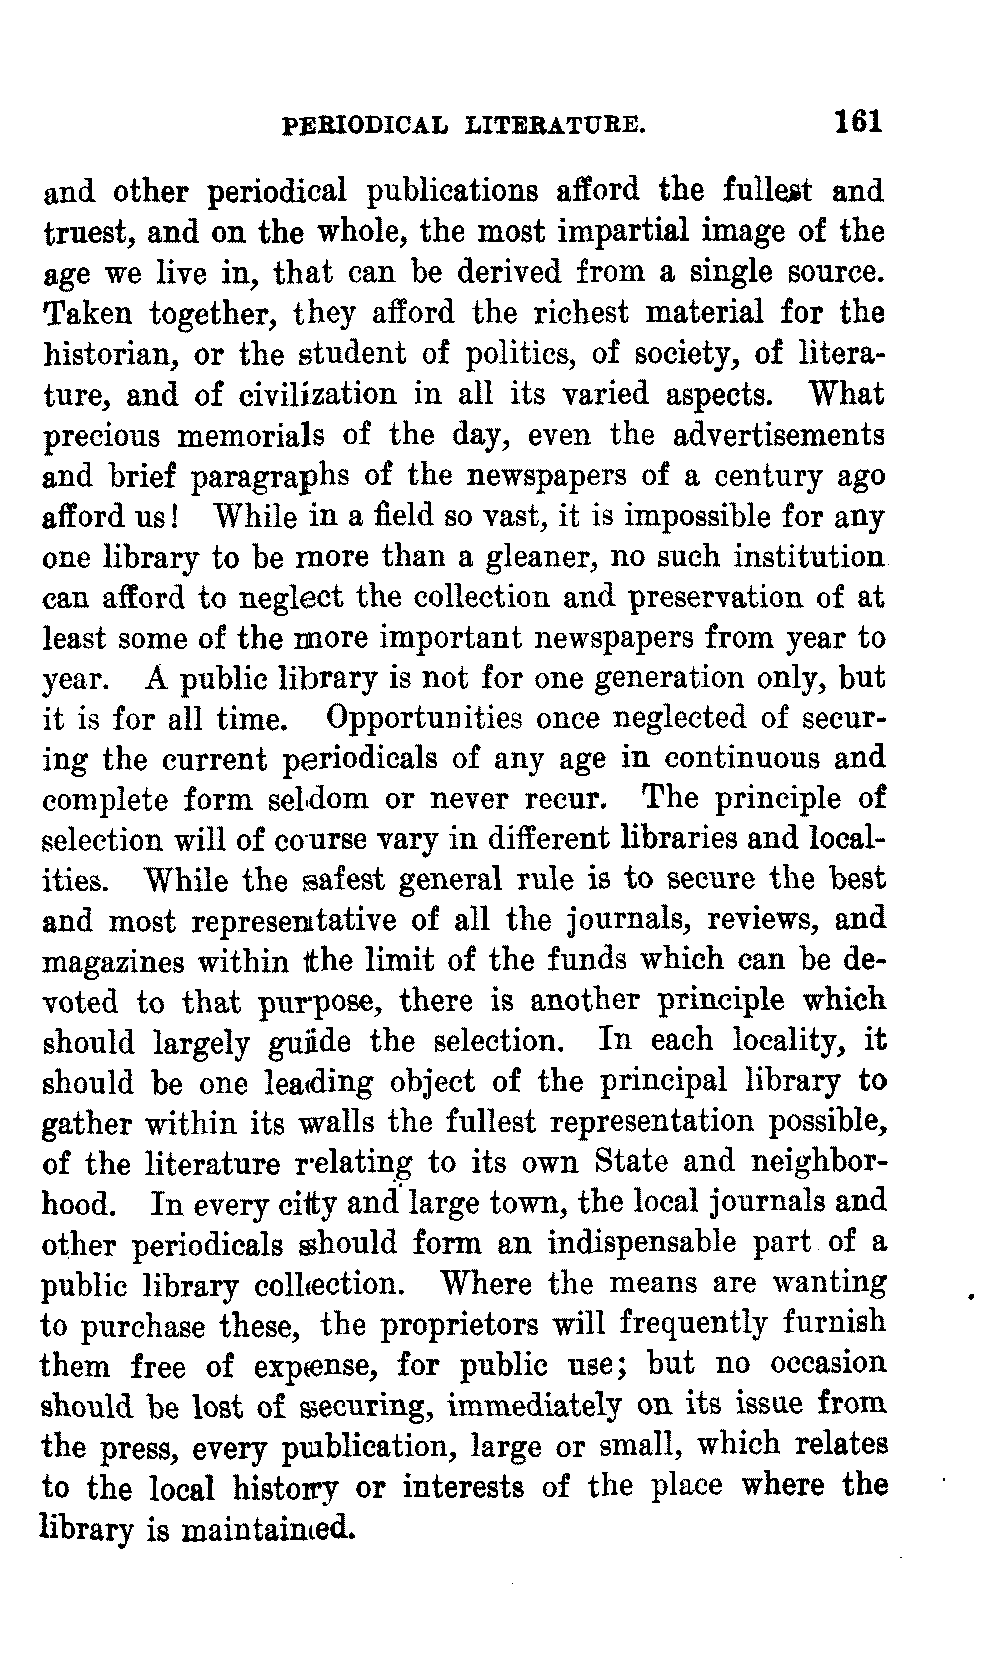 PERIODICAL LITERATURE. 161
and other periodical publications afford the fullest and
truest, and on the whole, the most impartial image of the
age we live in, that can be derived from a single source.
Taken together, they afford the richest material for the
historian, or the student of politics, of society, of litera-
ture, and of civilization in all its varied aspects. What
precious memorials of the day, even the advertisements
and brief paragraphs of the newspapers of a century ago
afford us! While in a field so vast, it is impossible for any
one library to be more than a gleaner, no such institution
can afford to neglect the collection and preservation of at
least some of the more important newspapers from year to
year. A public library is not for one generation only, but
it is for all time. Opportunities once neglected of secur-
ing the current periodicals of any age in continuous and
complete form seldom or never recur. The principle of
selection will of course vary in different libraries and local-
ities. While the safest general rule is to secure the best
and most representative of all the journals, reviews, and
magazines within the limit of the funds which can be de-
voted to that purpose, there is another principle which
should largely guide the selection. In each locality, it
should be one leading object of the principal library to
gather within its walls the fullest representation possible,
of the literature relating to its own State and neighbor-
hood. In every city and large town, the local journals and
other periodicals should form an indispensable part of a
public library collection. Where the means are wanting
to purchase these, the proprietors will frequently furnish
them free of expense, for public use; but no occasion
should be lost of securing, immediately on its issue from
the press, every publication, large or small, which relates
to the local history or interests of the place where the
library is maintained.